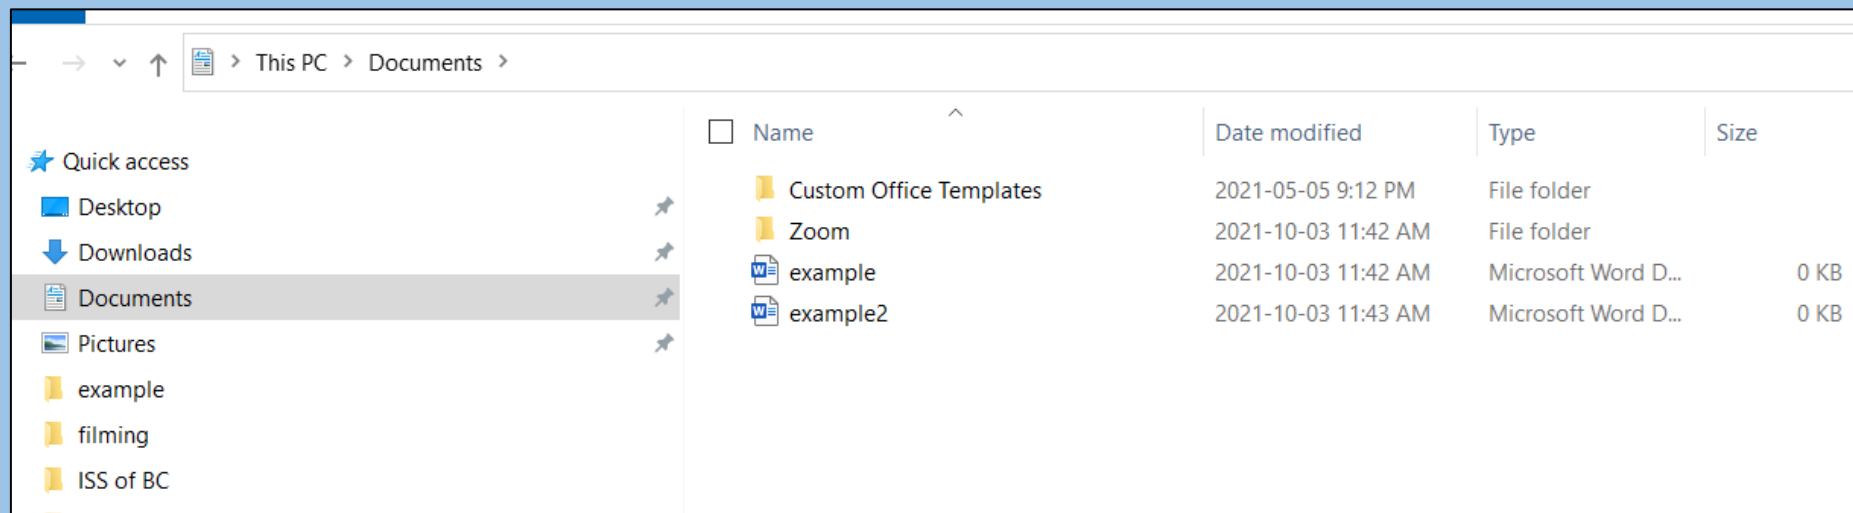 This PC > Documents >
Quick access
Desktop
Downloads
Documents
Pictures
example
filming
ISS of BC
Name Date modified Type Size
Custom Office Templates 2021-05-05 9:12 PM File folder
Zoom 2021-10-03 11:42 AM File folder
example 2021-10-03 11:42 AM Microsoft Word D... 0 KB
example2 2021-10-03 11:43 AM Microsoft Word D... 0 KB